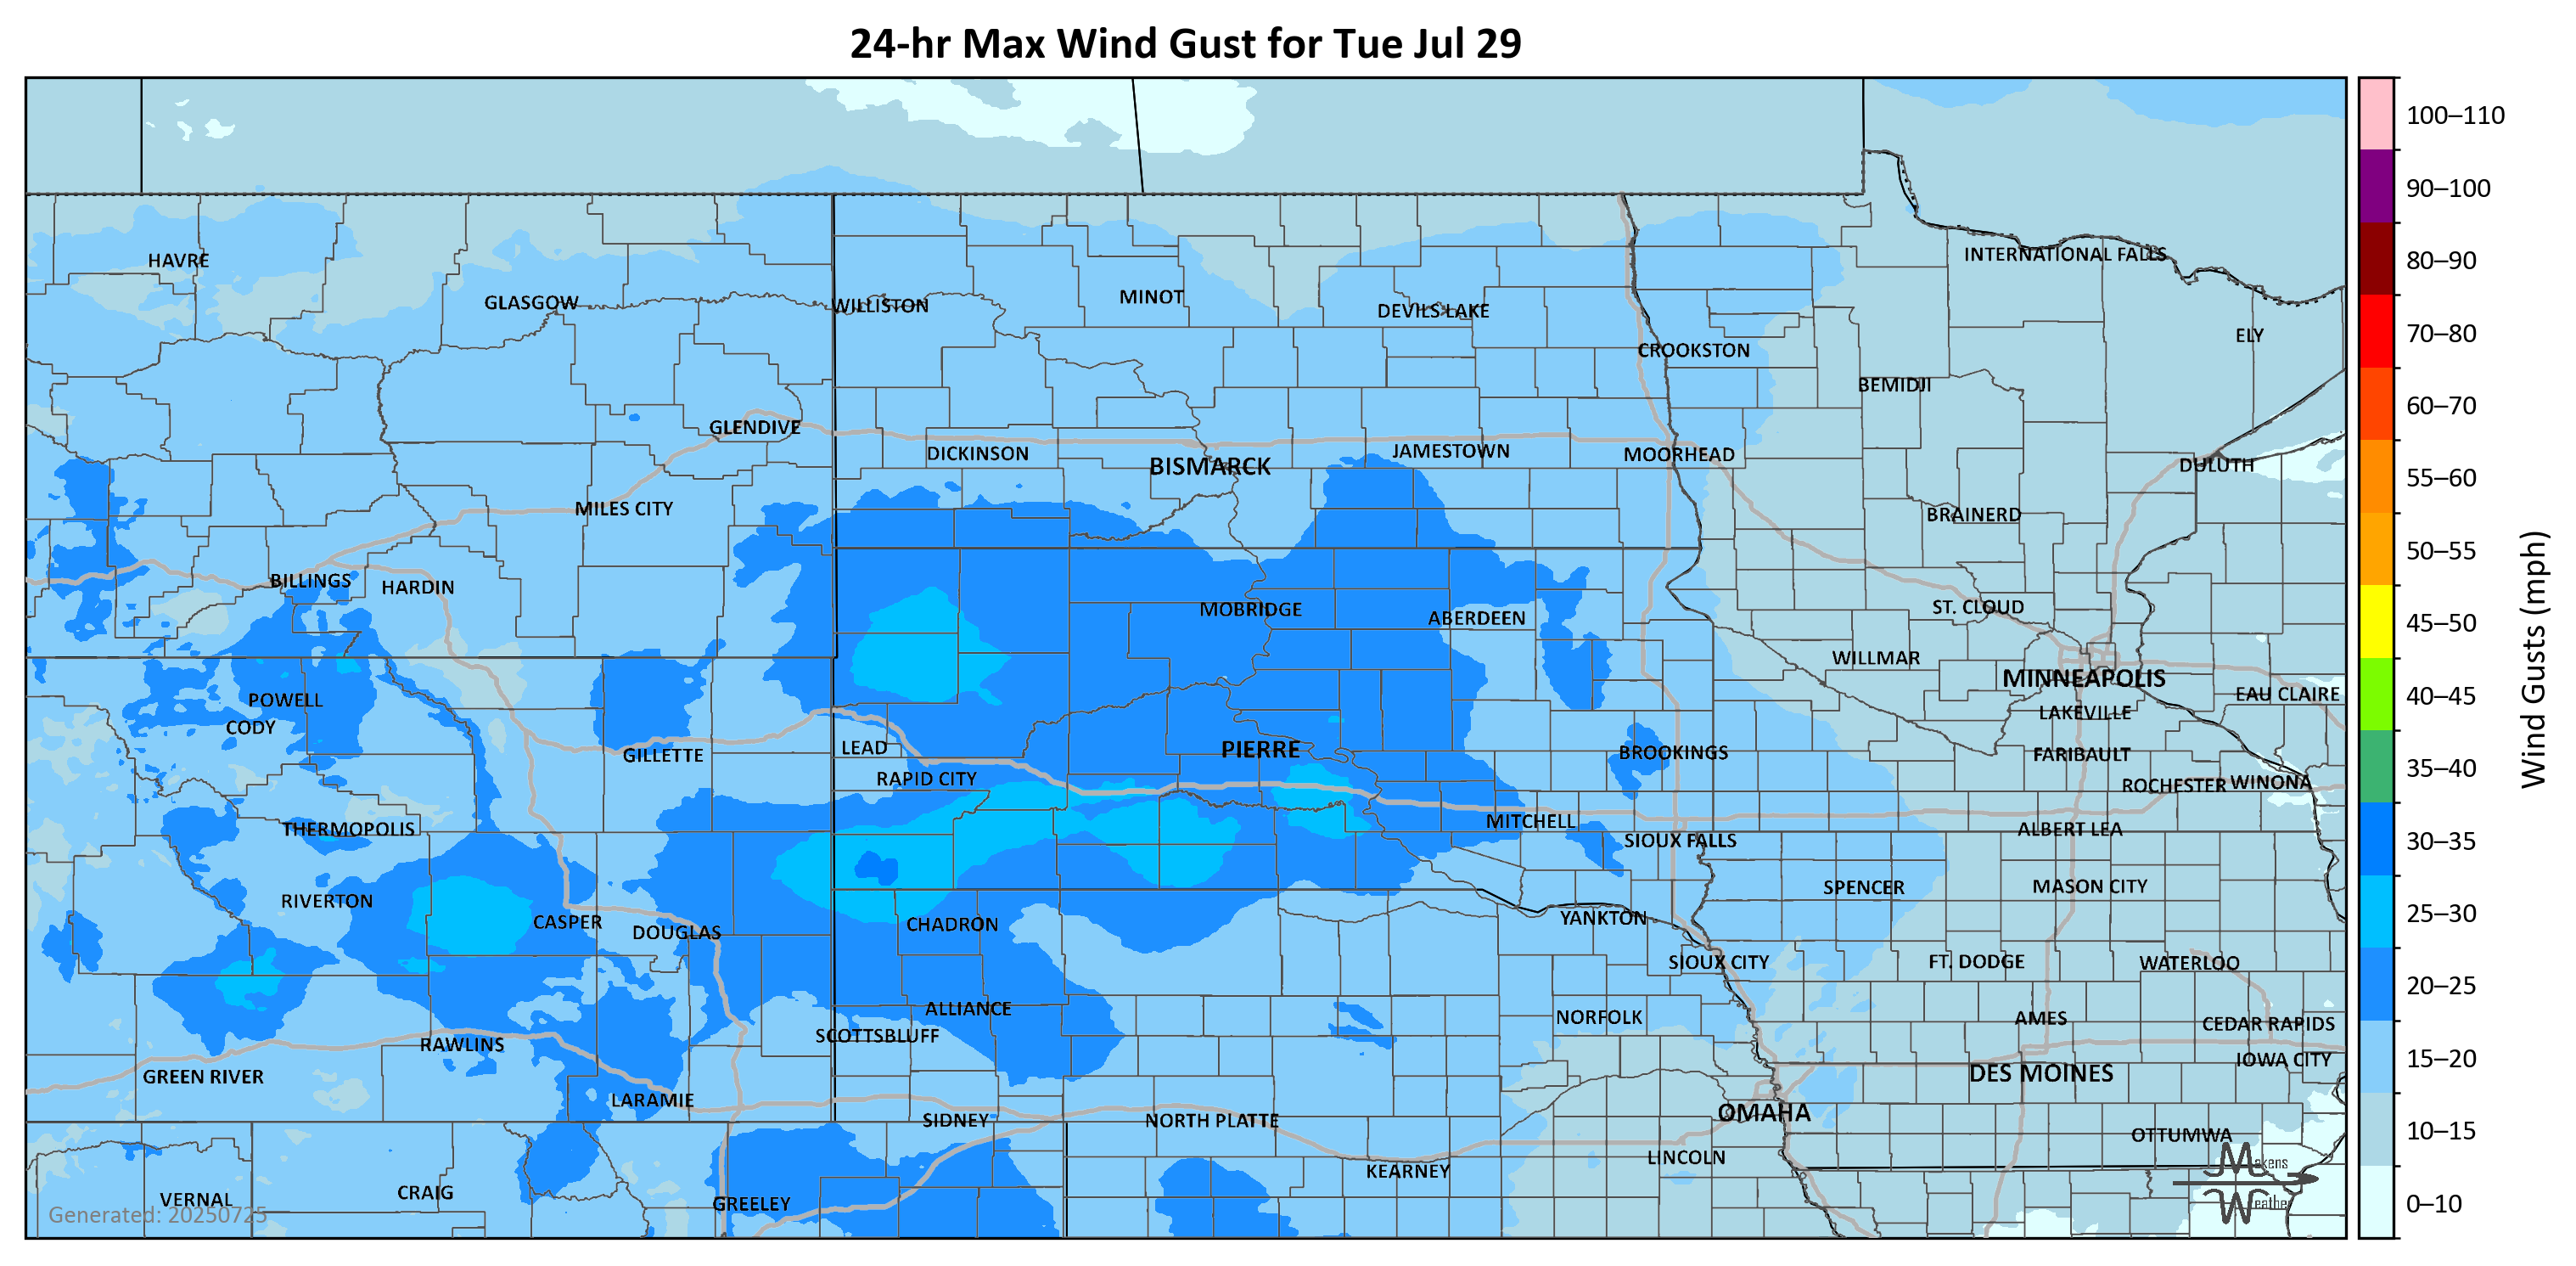 24-hr Max Wind Gust for Tue Jul 29
100–110
90–100
80–90
70–80
60–70
55–60
50–55
45–50
40–45
35–40
30–35
25–30
20–25
15–20
10–15
0–10
Wind Gusts (mph)
HAVRE
GLASGOW
WILLISTON
MINOT
DEVILS LAKE
INTERNATIONAL FALLS
ELY
CROOKSTON
BEMIDJI
GLENDIVE
DICKINSON
BISMARCK
JAMESTOWN
MOORHEAD
DULUTH
MILES CITY
BRAINERD
BILLINGS
HARDIN
MOBRIDGE
ABERDEEN
ST. CLOUD
WILLMAR
MINNEAPOLIS
EAU CLAIRE
POWELL
CODY
LAKEVILLE
GILLETTE
LEAD
PIERRE
BROOKINGS
FARIBAULT
RAPID CITY
ROCHESTER
WINONA
THERMOPOLIS
MITCHELL
SIOUX FALLS
ALBERT LEA
RIVERTON
CASPER
DOUGLAS
CHADRON
YANKTON
SPENCER
MASON CITY
SIOUX CITY
FT. DODGE
WATERLOO
ALLIANCE
SCOTTSBLUFF
NORFOLK
AMES
CEDAR RAPIDS
RAWLINS
GREEN RIVER
IOWA CITY
DES MOINES
LARAMIE
SIDNEY
NORTH PLATTE
OMAHA
OTTUMWA
KEARNEY
LINCOLN
VERNAL
CRAIG
GREELEY
Generated: 20250725
Makens
Weather